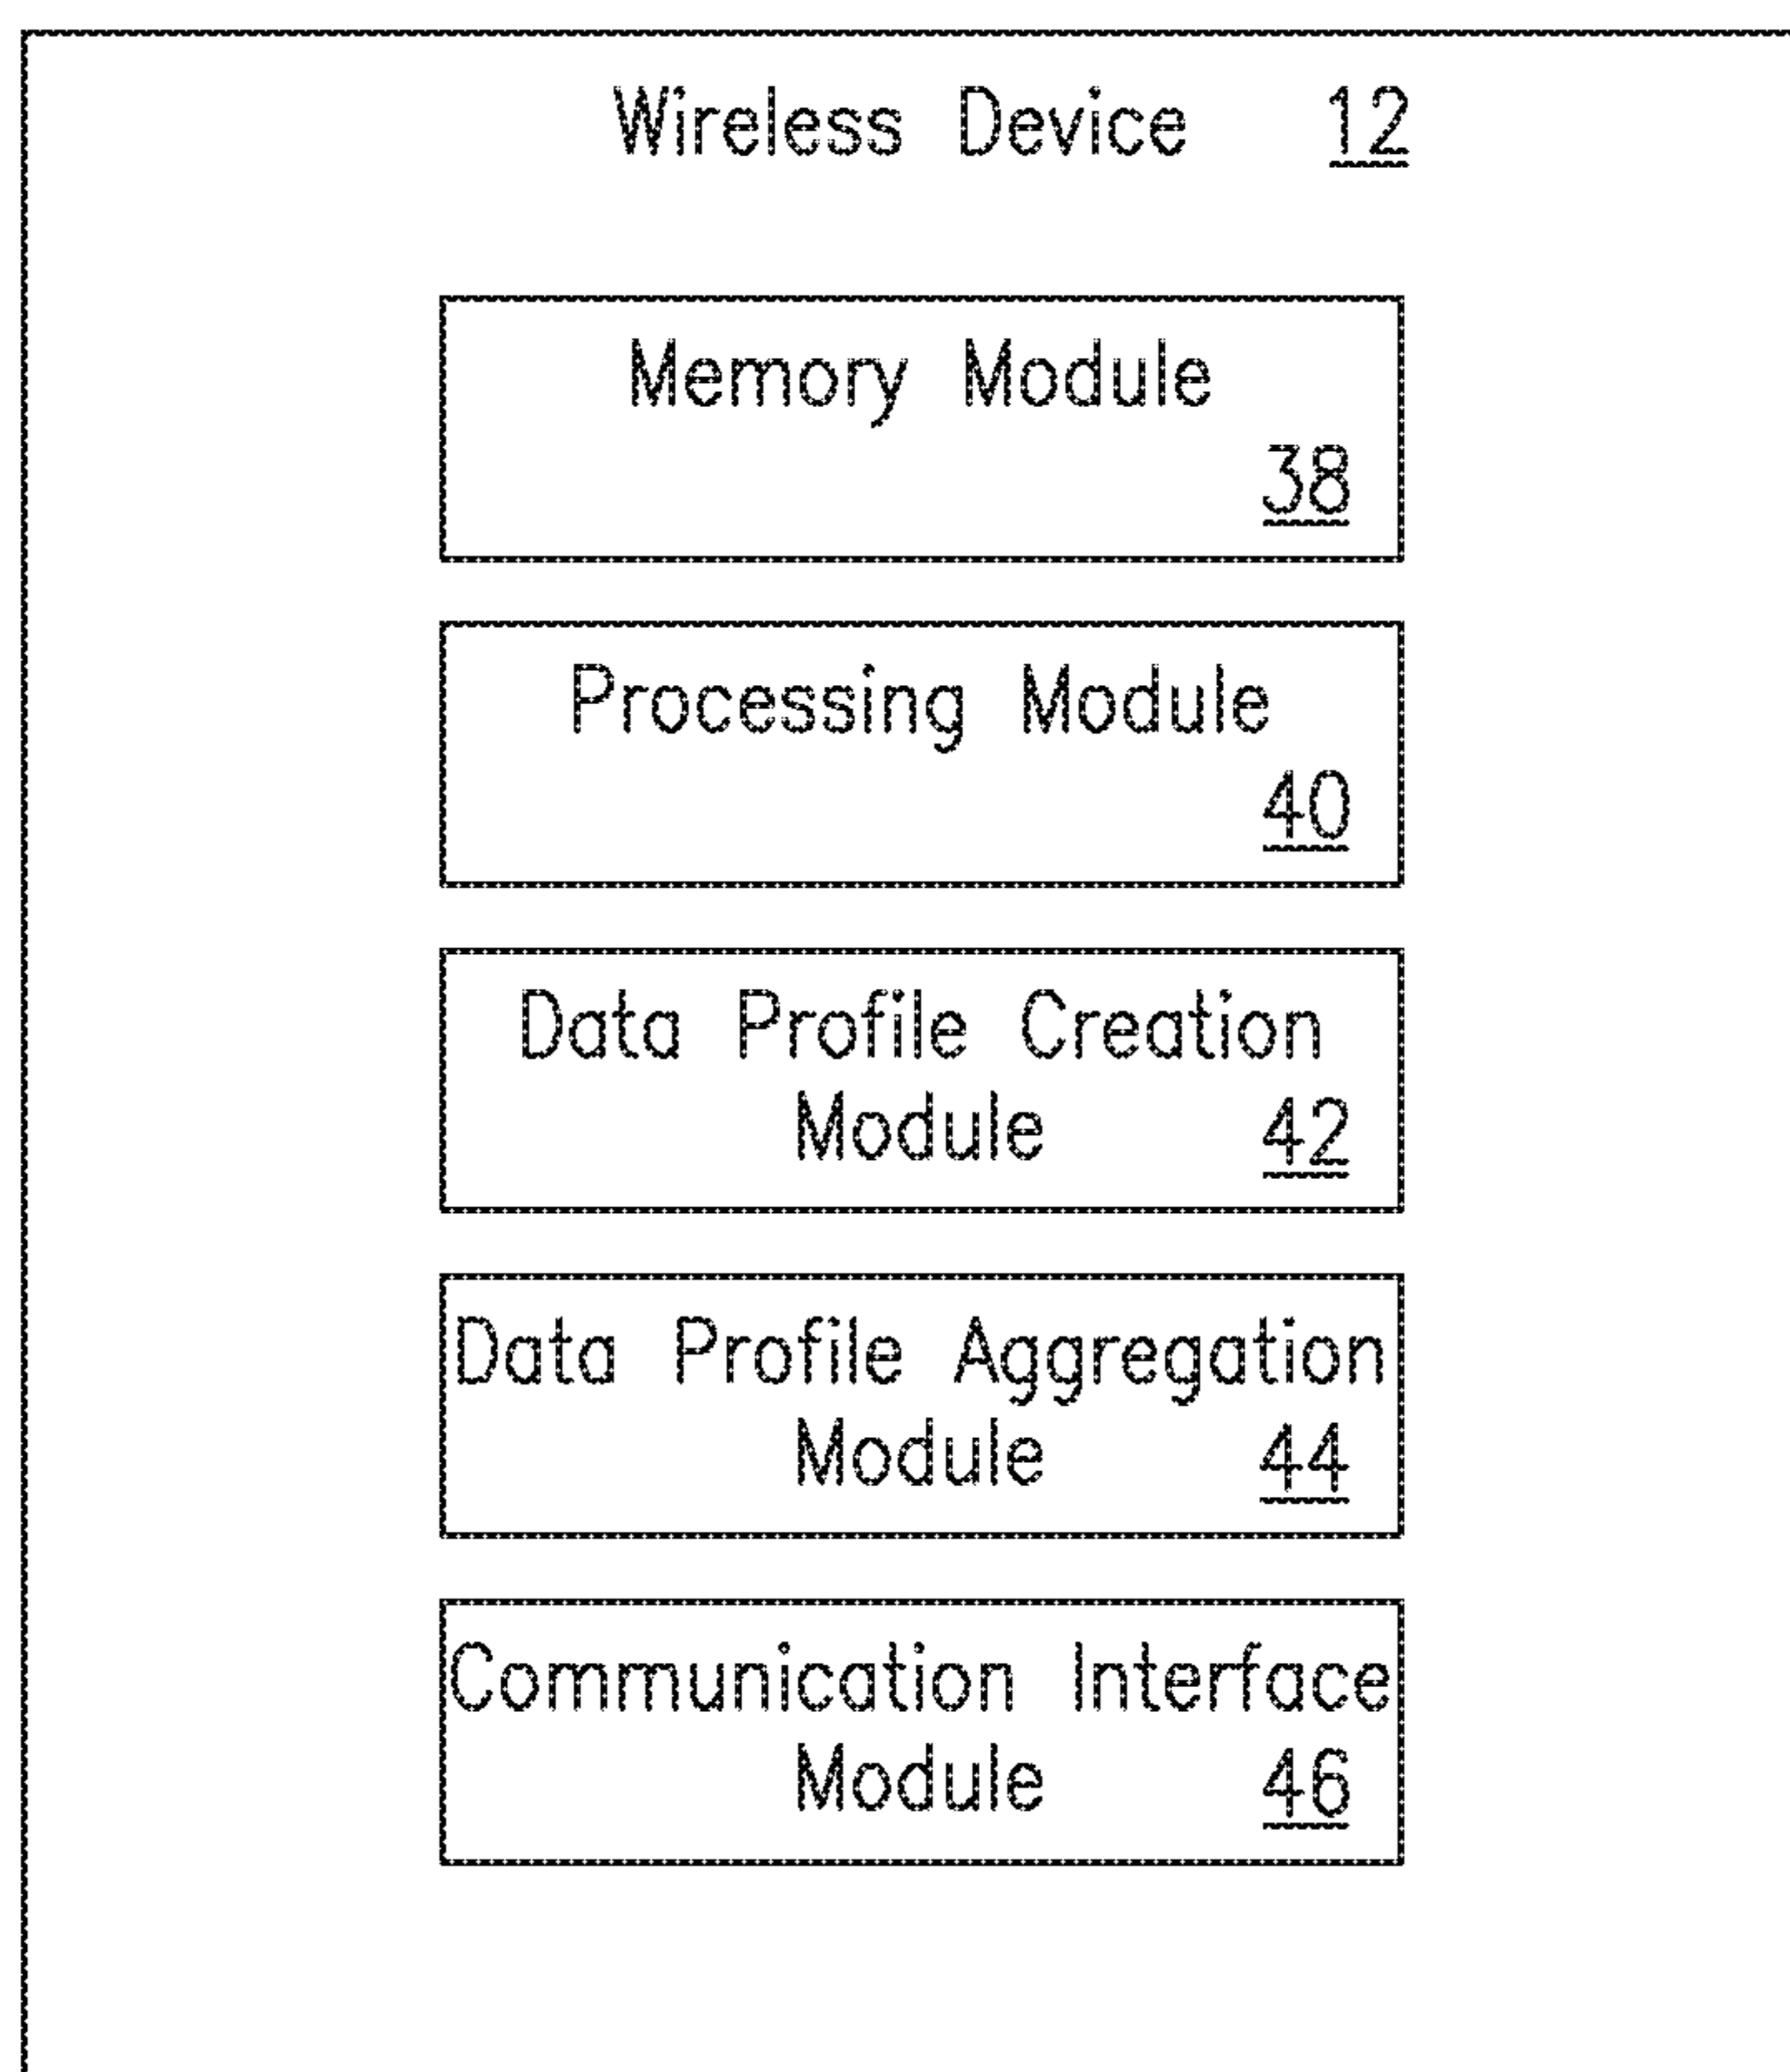 Wireless Device 12
Memory Module
38
Processing Module
40
Data Profile Creation
Module 42
Data Profile Aggregation
Module 44
Communication Interface
Module 46